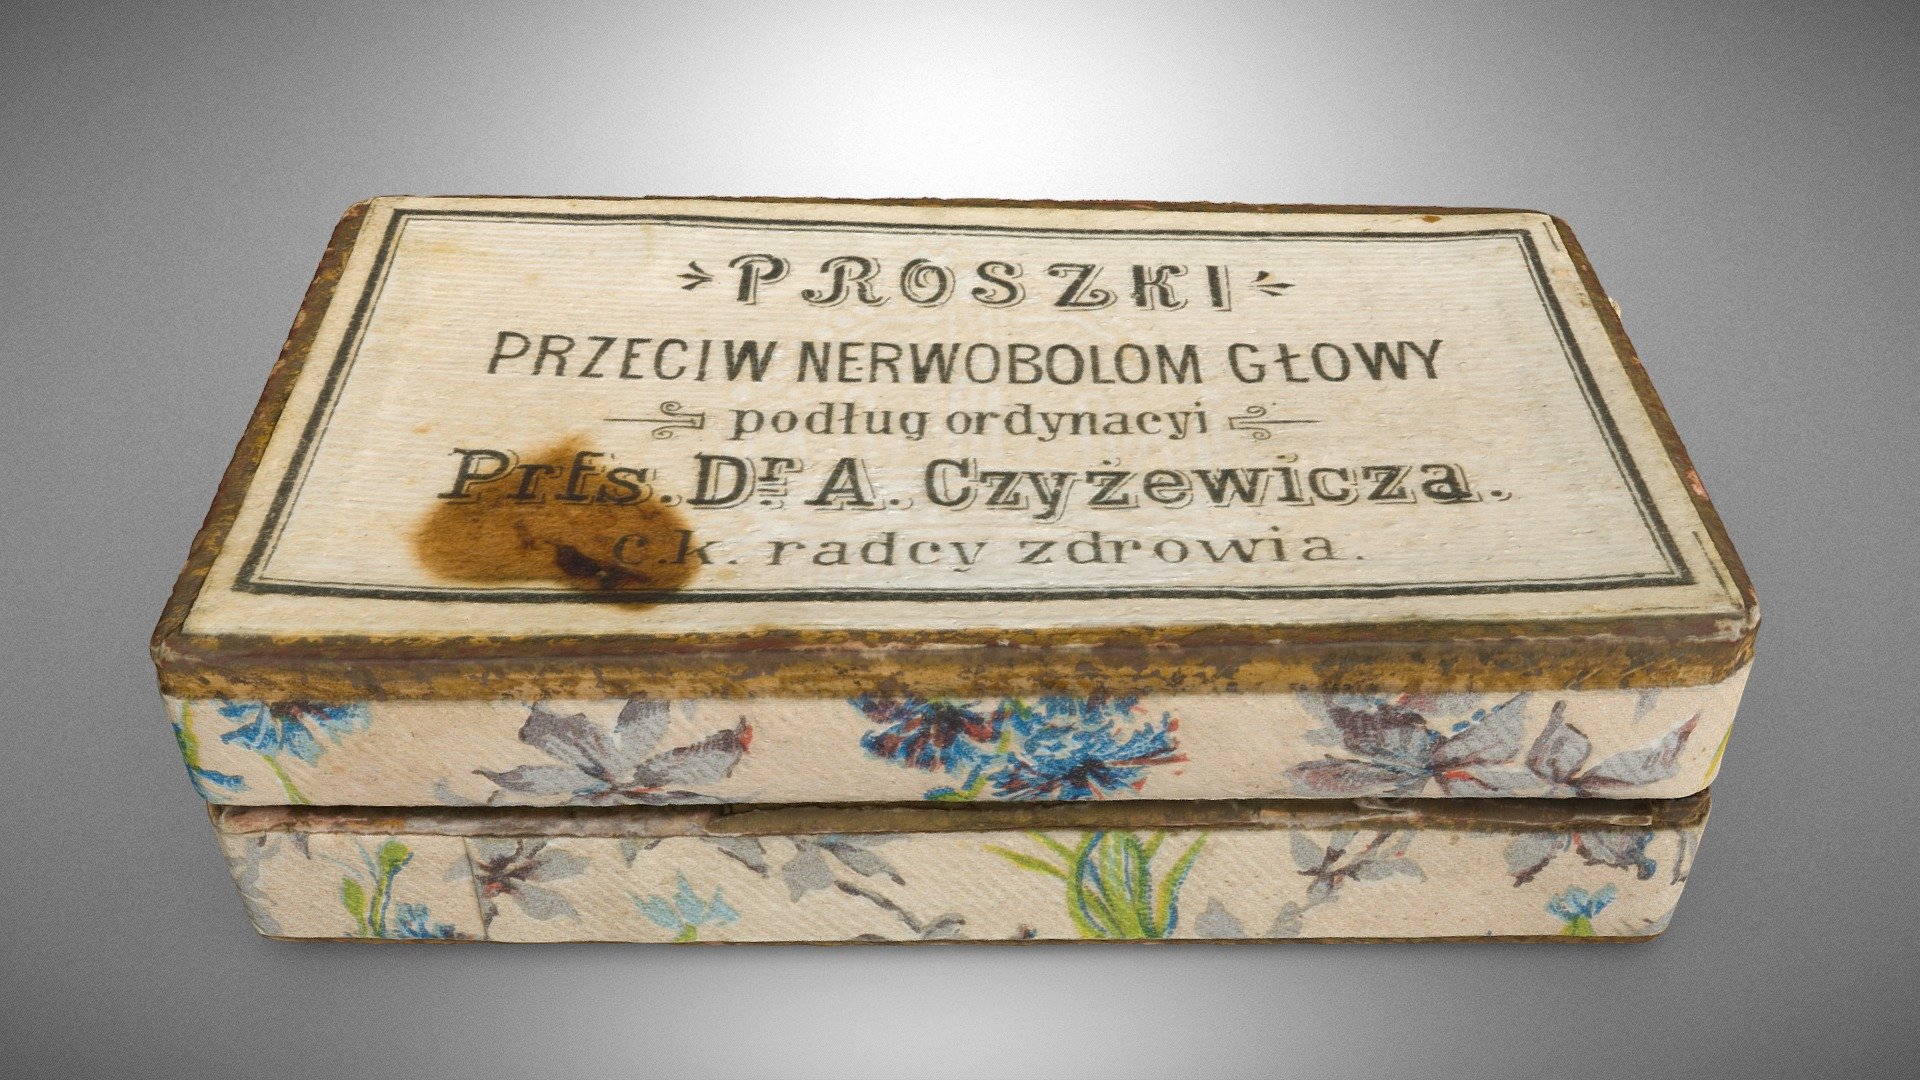 PROSZKI
PRZECIW NERWOBOLOM GŁOWY
podług ordynacyi
Prfs. Dr A. Czyżewicza.
c.k. radcy zdrowia.